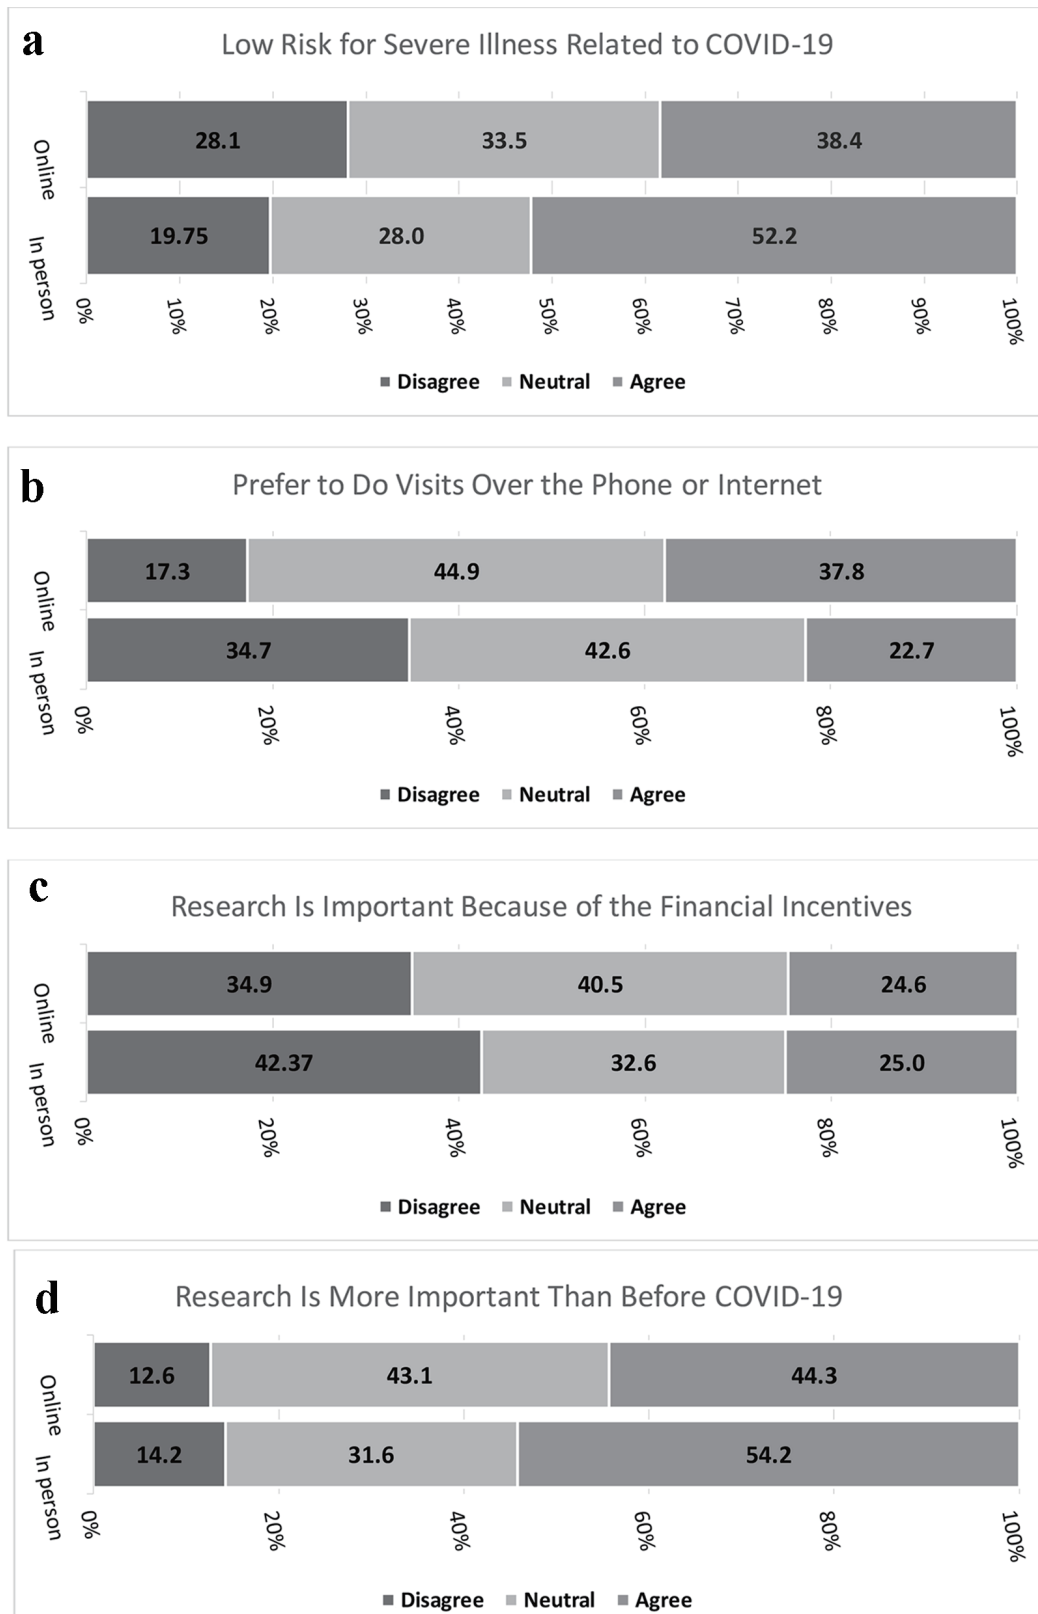 a
Low Risk for Severe Illness Related to COVID-19
Online
28.1 33.5 38.4
In person
19.75 28.0 52.2
0% 10% 20% 30% 40% 50% 60% 70% 80% 90% 100%
Disagree Neutral Agree
b
Prefer to Do Visits Over the Phone or Internet
Online
17.3 44.9 37.8
In person
34.7 42.6 22.7
0% 20% 40% 60% 80% 100%
Disagree Neutral Agree
c
Research Is Important Because of the Financial Incentives
Online
34.9 40.5 24.6
In person
42.37 32.6 25.0
0% 20% 40% 60% 80% 100%
Disagree Neutral Agree
d
Research Is More Important Than Before COVID-19
Online
12.6 43.1 44.3
In person
14.2 31.6 54.2
0% 20% 40% 60% 80% 100%
Disagree Neutral Agree